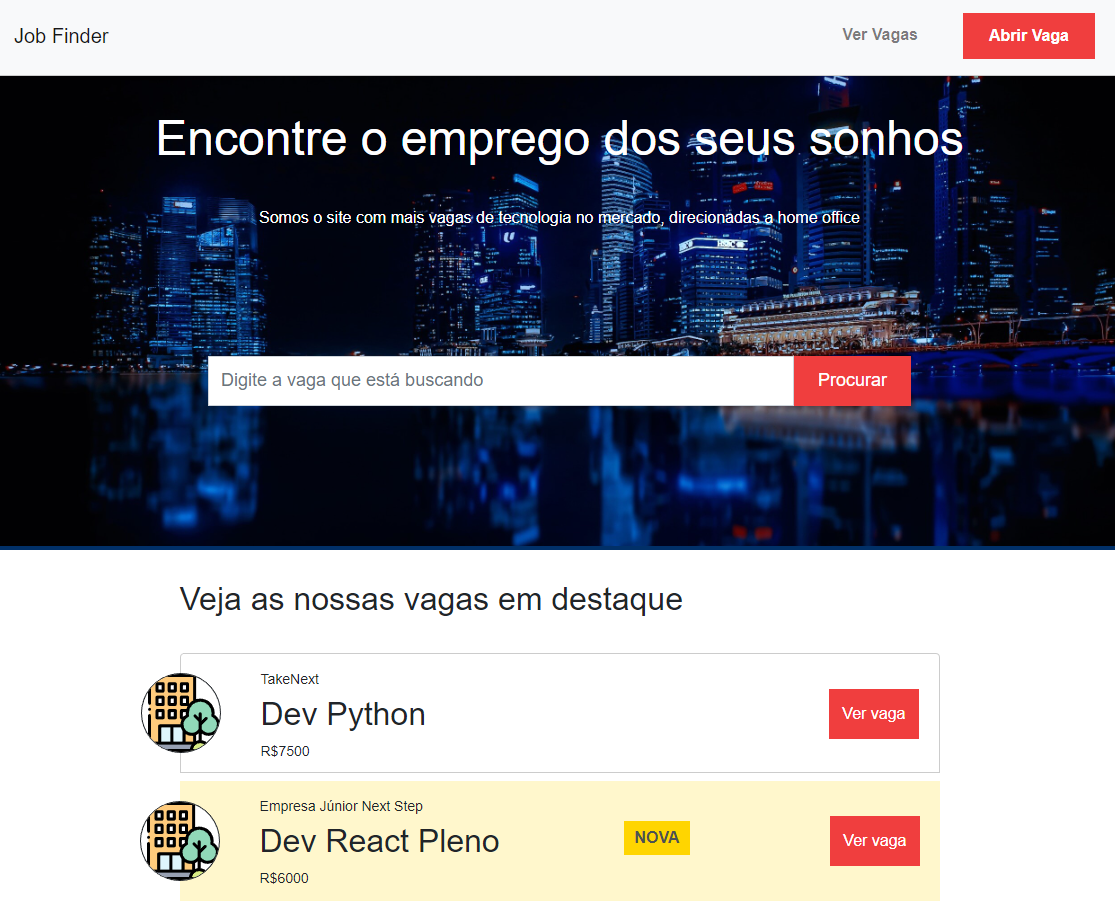 Job Finder
Ver Vagas
Abrir Vaga
Encontre o emprego dos seus sonhos
Somos o site com mais vagas de tecnologia no mercado, direcionadas a home office
HSBC
Digite a vaga que está buscando
Procurar
Veja as nossas vagas em destaque
TakeNext
Dev Python
R$7500
Ver vaga
Empresa Júnior Next Step
Dev React Pleno
R$6000
NOVA
Ver vaga